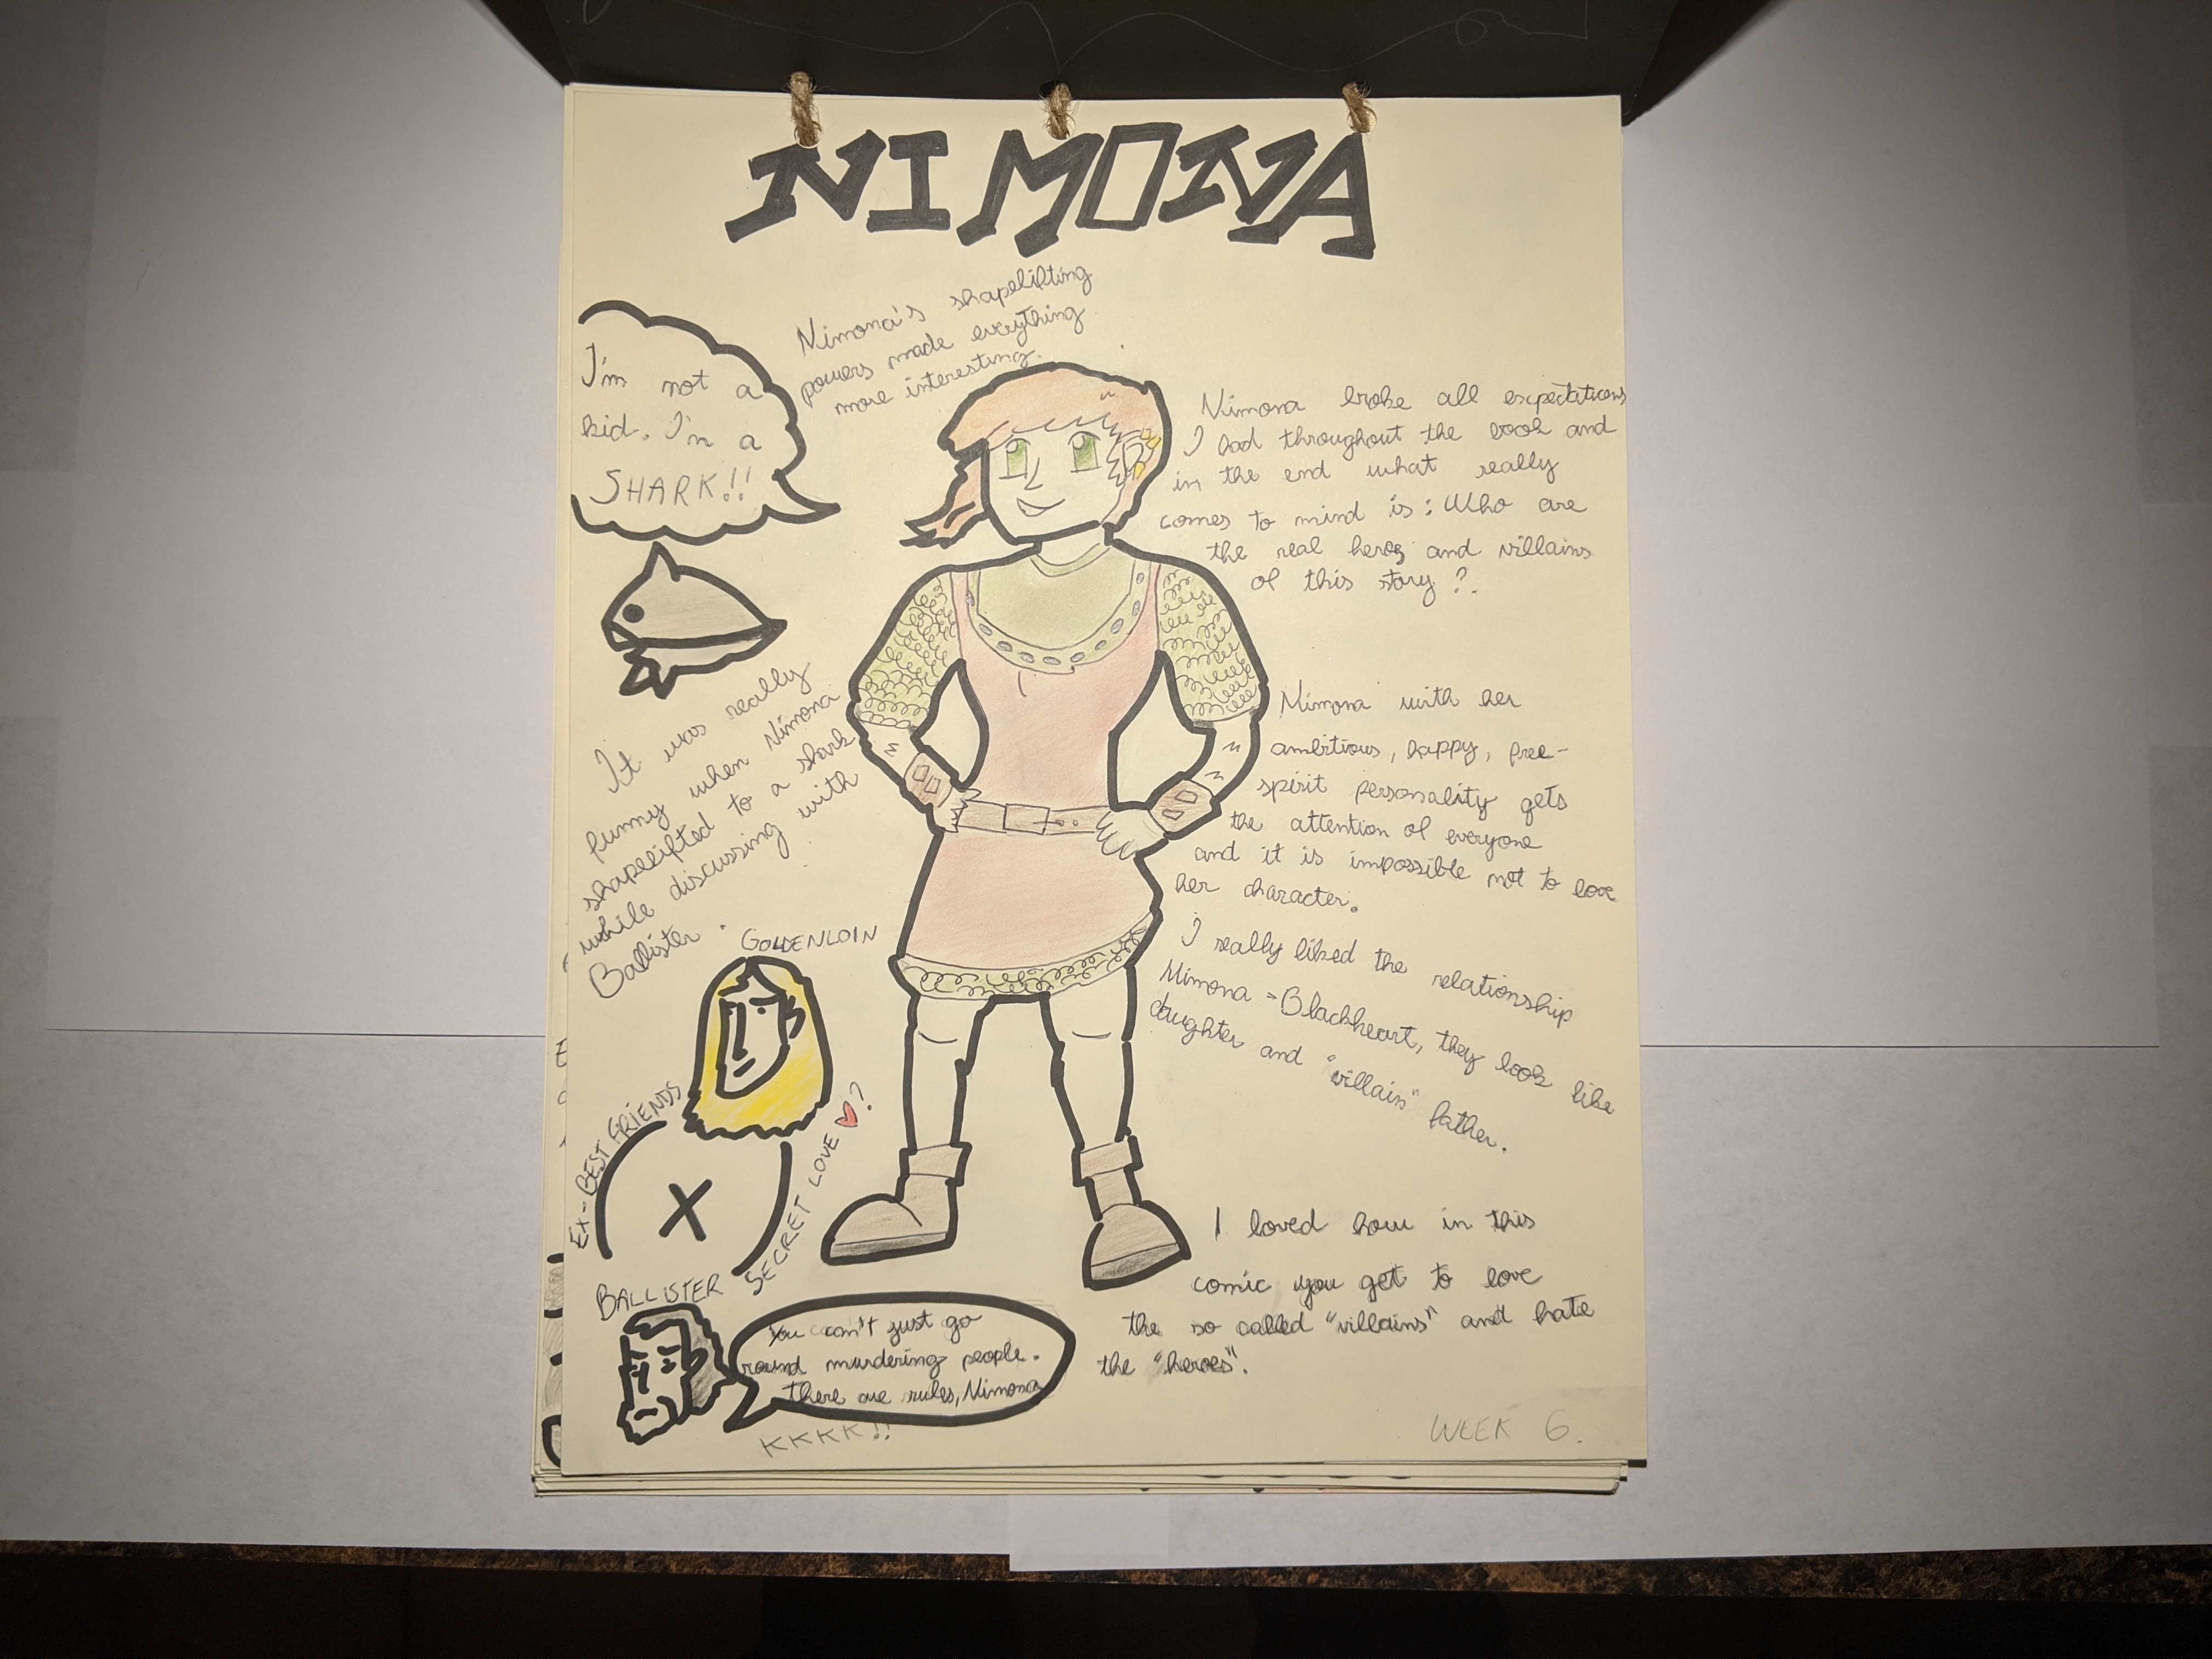 NIMONA
Nimona's shapelifting
powers made everything
more interesting.
I'm not a
kid. I'm a
SHARK!!
Nimona broke all expectations
I had throughout the book and
in the end what really
comes to mind is: Who are
the real heros and villains
of this story?.
It was really
funny when Nimona
shapelifted to a shark
while discussing with
Ballister.
Nimona with her
ambitious, happy, free-
spirit personality gets
the attention of everyone
and it is impossible not to love
her character.
I really liked the relationship
Nimona - Blackheart, they look like
daughter and "villain" father.
GOLDENLOIN
EX-BEST FRIENDS
X
SECRET LOVE ?
BALLISTER
You can't just go
round murdering people.
there are rules, Nimona
KKKK!!
I loved how in this
comic you get to love
the so called "villains" and hate
the "heroes".
WEEK 6.